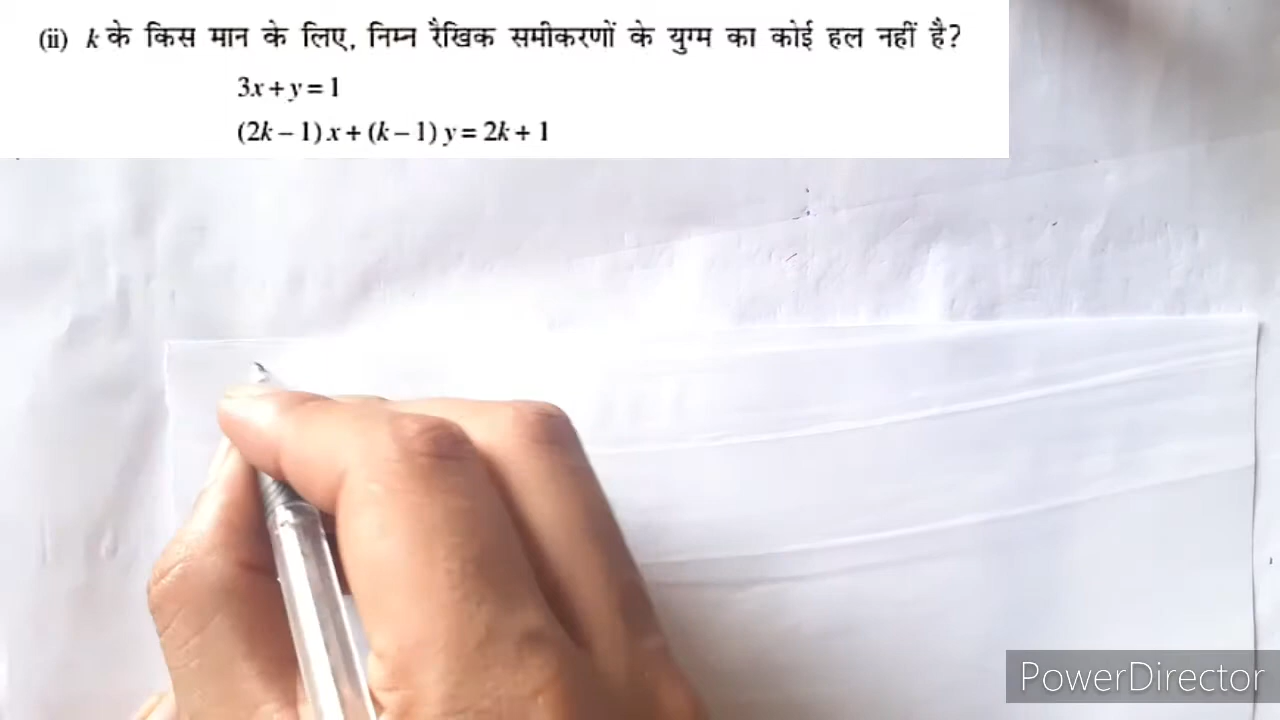 (ii) k के किस मान के लिए, निम्न रैखिक समीकरणों के युग्म का कोई हल नहीं है?
3x + y = 1
(2k – 1) x + (k – 1) y = 2k + 1
PowerDirector